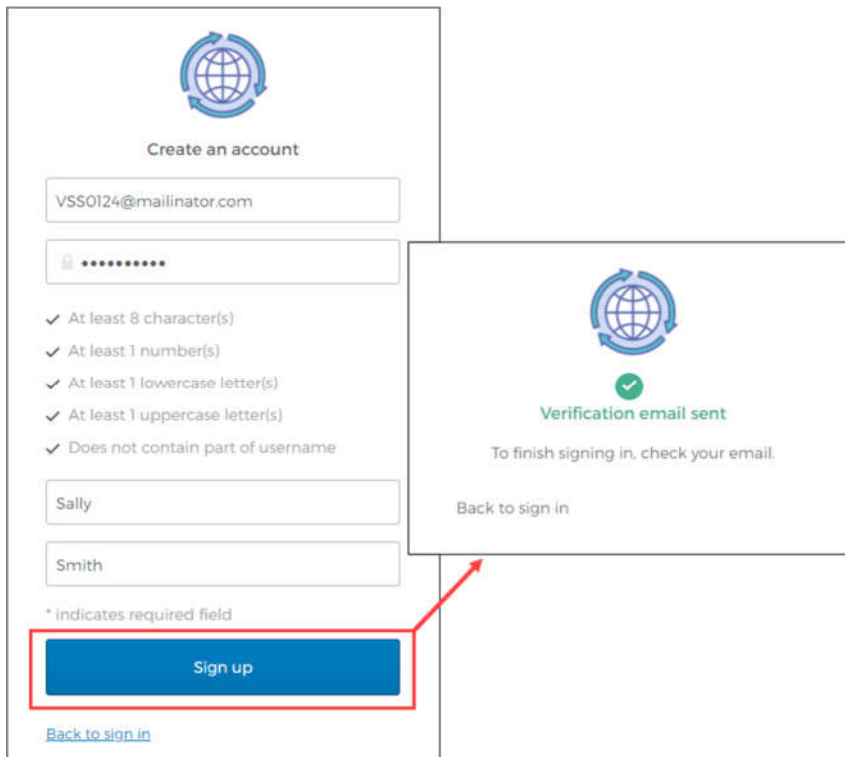 Create an account
VSS0124@mailinator.com
••••••••••
At least 8 character(s)
At least 1 number(s)
At least 1 lowercase letter(s)
At least 1 uppercase letter(s)
Does not contain part of username
Sally
Smith
* indicates required field
Sign up
Back to sign in
Verification email sent
To finish signing in, check your email.
Back to sign in